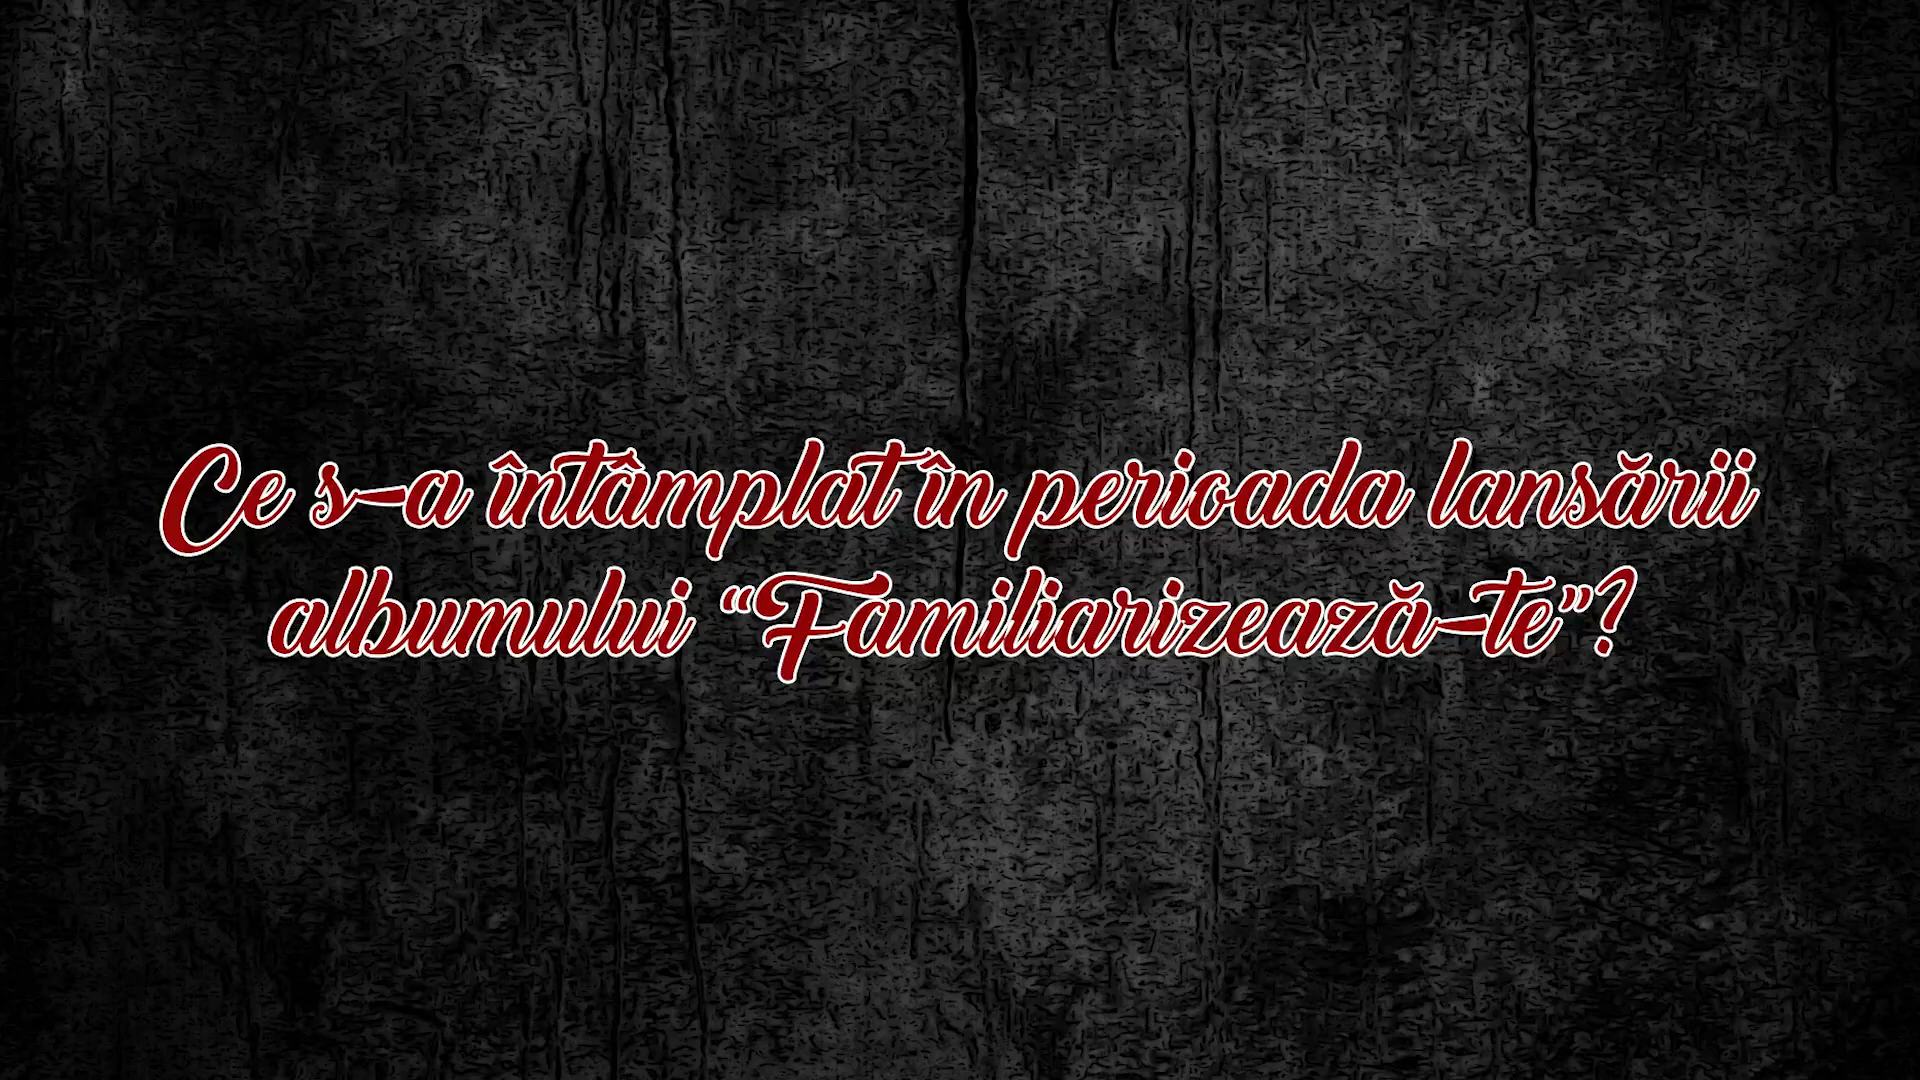 Ce s-a întâmplat în perioada lansării
albumului “Familiarizează-te”?